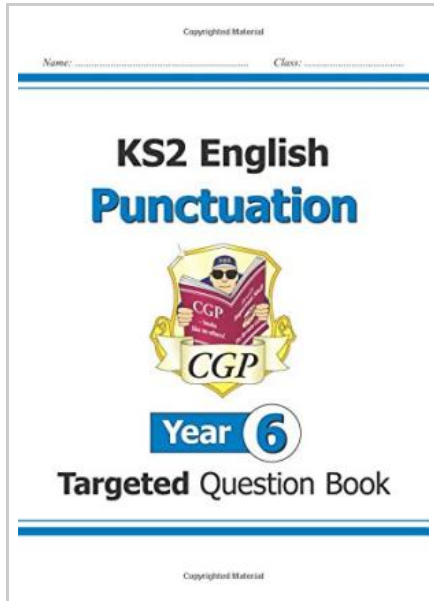 Copyrighted Material
Name: ........................................................ Class: ................................
KS2 English
Punctuation
CGP
CGP
Year 6
Targeted Question Book
Copyrighted Material